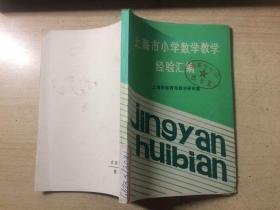 上海市小学数学教学
经验汇编
上海市教育局教学研究室
jingyan
huibian